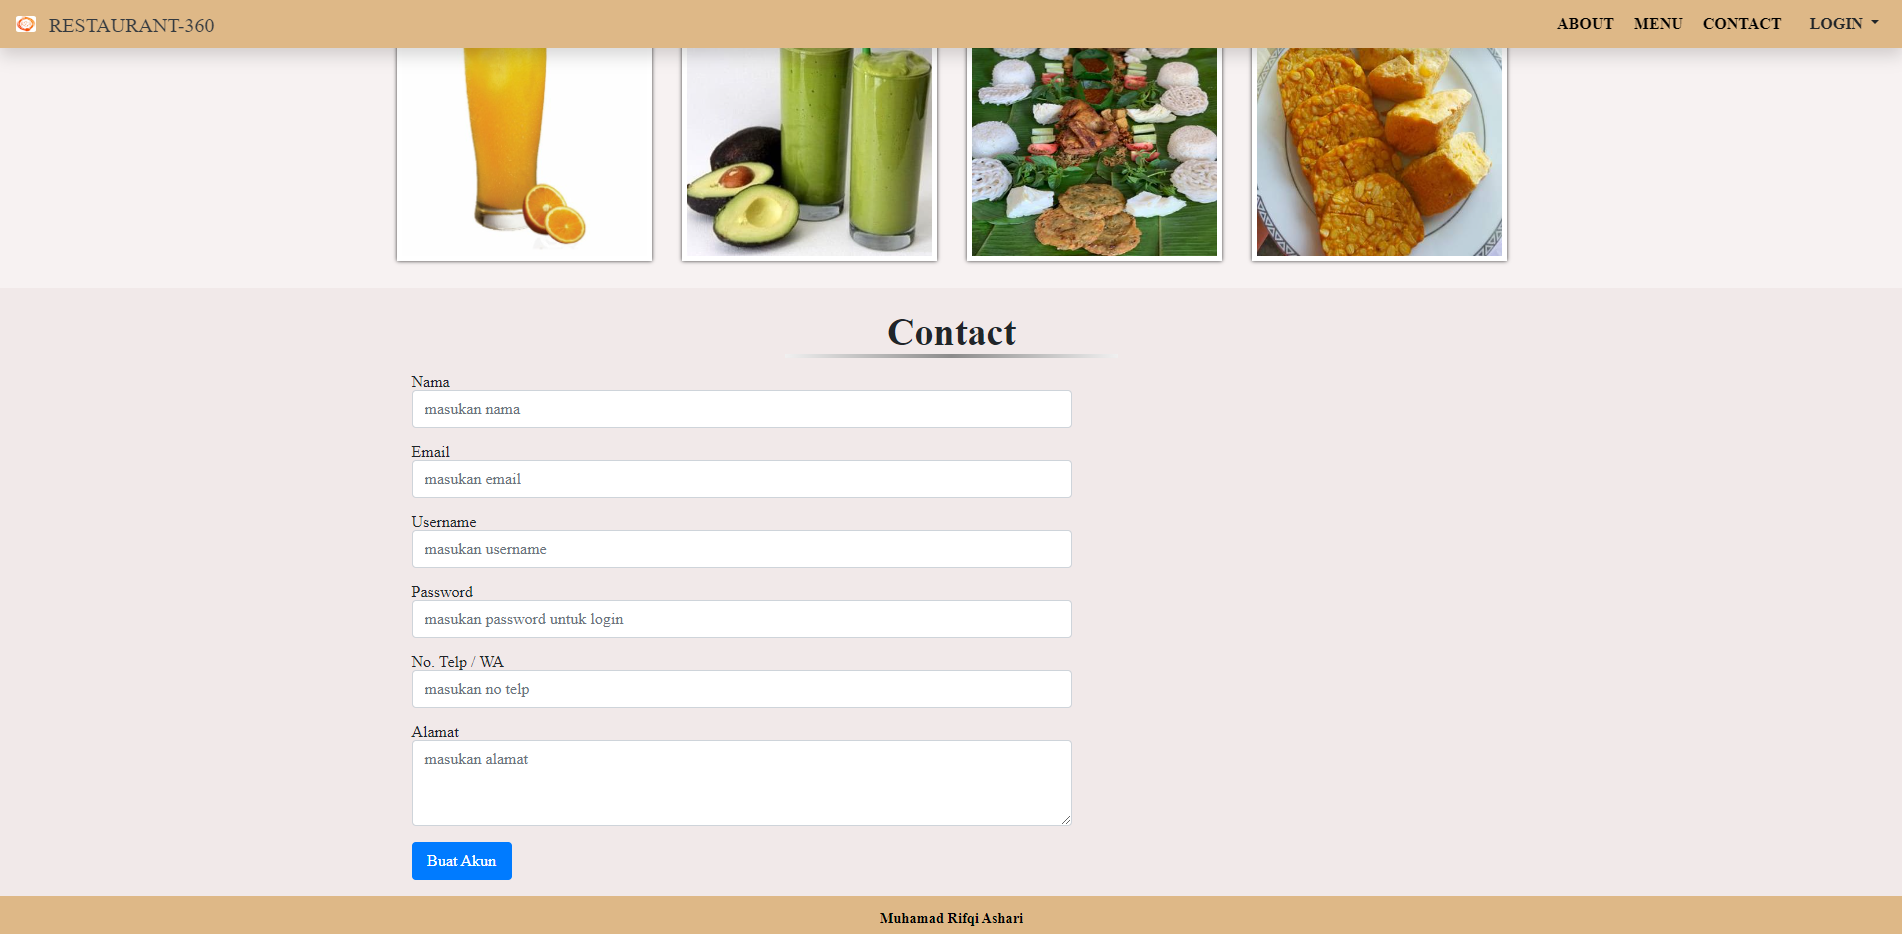 RESTAURANT-360
ABOUT MENU CONTACT LOGIN
Contact
Nama
masukan nama
Email
masukan email
Username
masukan username
Password
masukan password untuk login
No. Telp / WA
masukan no telp
Alamat
masukan alamat
Buat Akun
Muhamad Rifqi Ashari